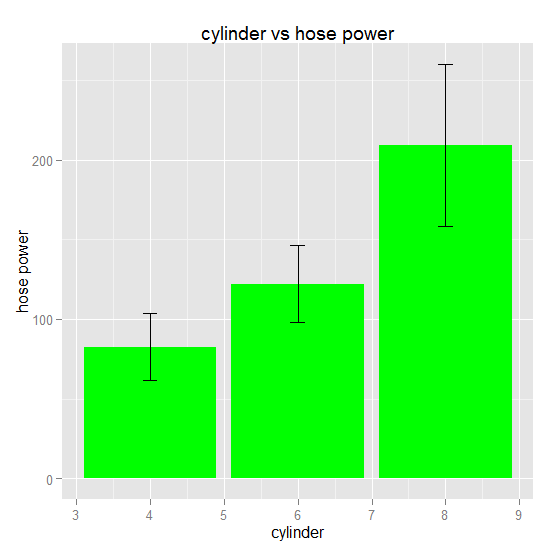 cylinder vs hose power
hose power
200
100
0
3 4 5 6 7 8 9
cylinder